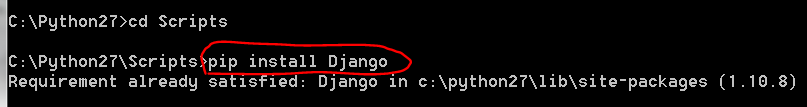 C:\Python27>cd Scripts
C:\Python27\Scripts>pip install Django
Requirement already satisfied: Django in c:\python27\lib\site-packages (1.10.8)